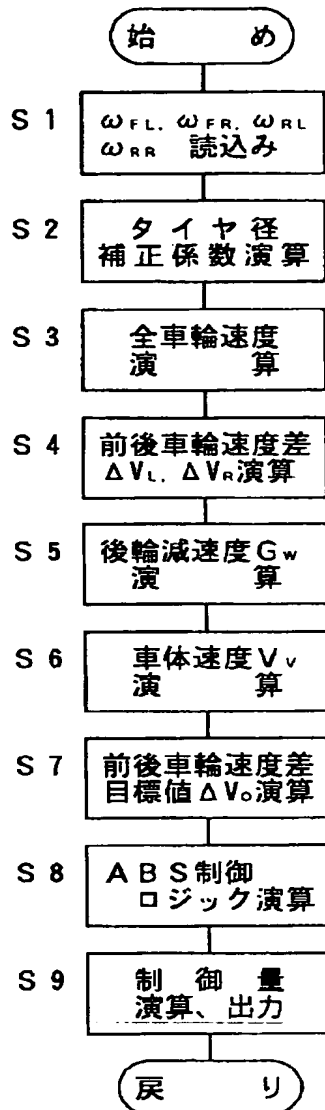 始め
S1 ωFL. ωFR. ωRL
ωRR 読込み
S2 タイヤ径
補正係数演算
S3 全車輪速度
演算
S4 前後車輪速度差
ΔVL. ΔVR演算
S5 後輪減速度Gw
演算
S6 車体速度Vv
演算
S7 前後車輪速度差
目標値ΔVo演算
S8 ABS制御
ロジック演算
S9 制御量
演算、出力
戻り